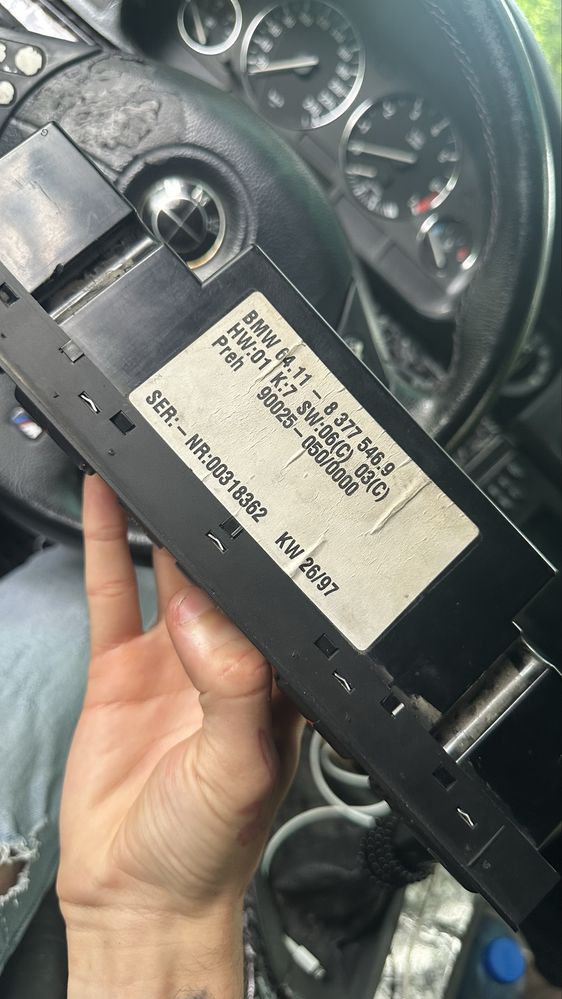 BMW 64.11 - 8 377 546.9
HW:01 K:7 SW:06(C) 03(C)
Preh 90025-050/0000
SER:-NR:00318362 KW 26/97